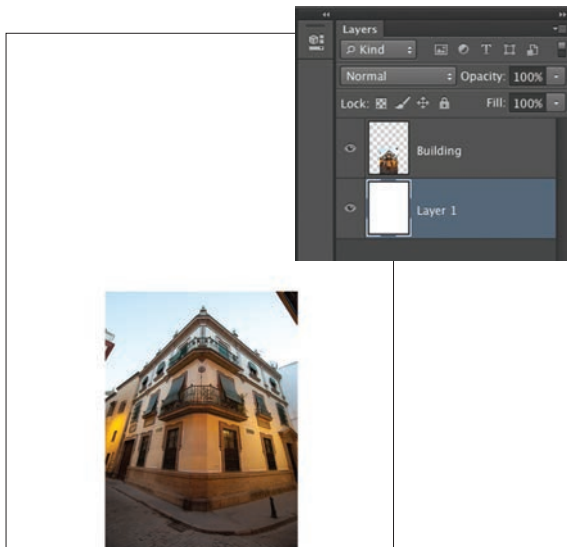 Layers
Kind
T
Normal Opacity: 100%
Lock: Fill: 100%
Building
Layer 1